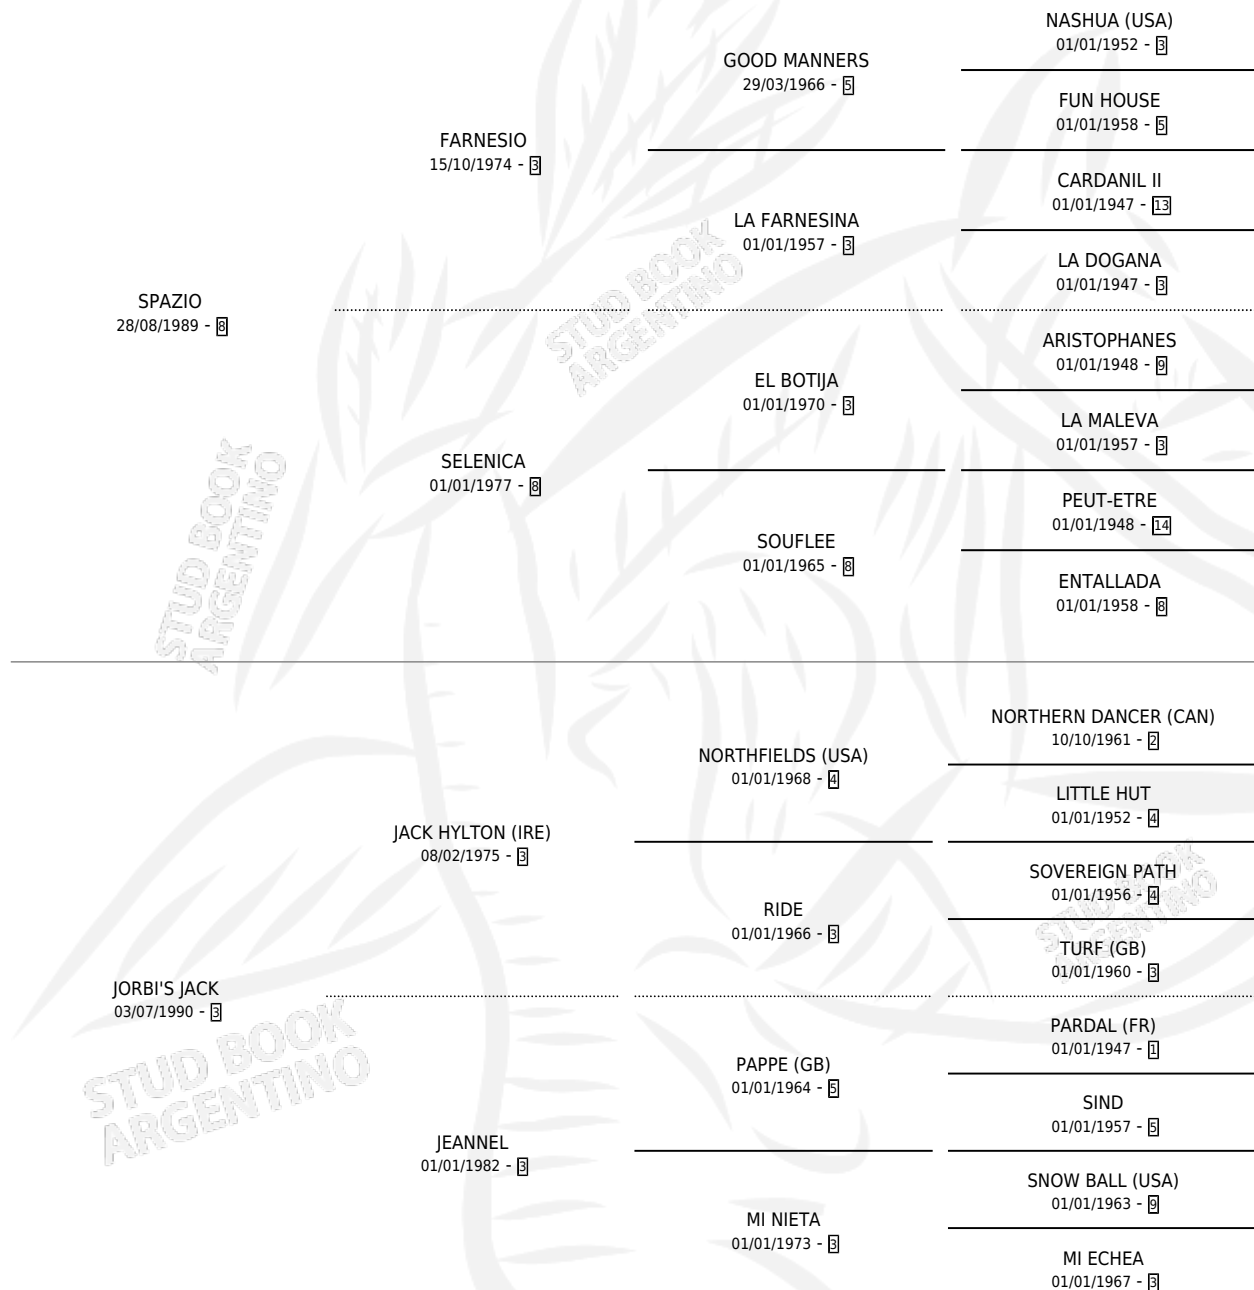 NASHUA (USA)
01/01/1952 - 3
GOOD MANNERS
29/03/1966 - 5
FUN HOUSE
01/01/1958 - 5
FARNESIO
15/10/1974 - 3
CARDANIL II
01/01/1947 - 13
LA FARNESINA
01/01/1957 - 3
LA DOGANA
01/01/1947 - 3
SPAZIO
28/08/1989 - 8
ARISTOPHANES
01/01/1948 - 9
EL BOTIJA
01/01/1970 - 3
LA MALEVA
01/01/1957 - 3
SELENICA
01/01/1977 - 8
PEUT-ETRE
01/01/1948 - 14
SOUFLEE
01/01/1965 - 8
ENTALLADA
01/01/1958 - 8
NORTHERN DANCER (CAN)
10/10/1961 - 2
NORTHFIELDS (USA)
01/01/1968 - 4
LITTLE HUT
01/01/1952 - 4
JACK HYLTON (IRE)
08/02/1975 - 3
SOVEREIGN PATH
01/01/1956 - 4
RIDE
01/01/1966 - 3
TURF (GB)
01/01/1960 - 3
JORBI'S JACK
03/07/1990 - 3
PARDAL (FR)
01/01/1947 - 1
PAPPE (GB)
01/01/1964 - 5
SIND
01/01/1957 - 5
JEANNEL
01/01/1982 - 3
SNOW BALL (USA)
01/01/1963 - 9
MI NIETA
01/01/1973 - 3
MI ECHEA
01/01/1967 - 3
STUD BOOK
ARGENTINO
STUD BOOK
ARGENTINO
STUD BOOK
ARGENTINO
STUD BOOK
ARGENTINO